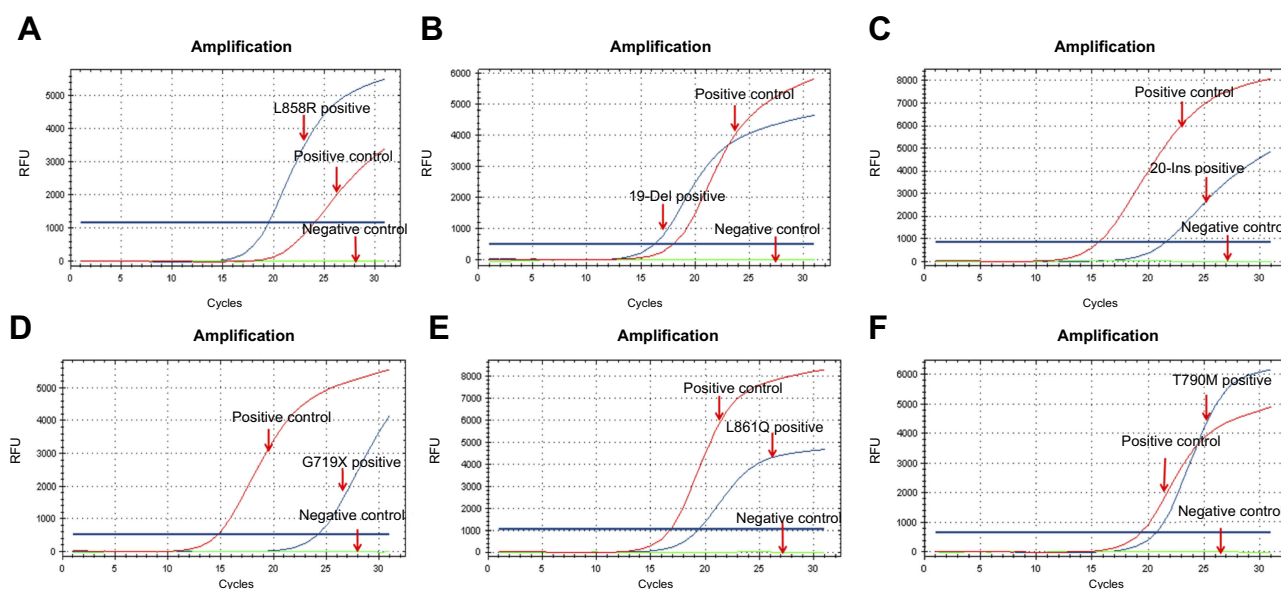 A
Amplification
RFU
5000
4000
3000
2000
1000
0
L858R positive
Positive control
Negative control
0 5 10 15 20 25 30
Cycles
B
Amplification
RFU
6000
5000
4000
3000
2000
1000
0
Positive control
19-Del positive
Negative control
0 5 10 15 20 25 30
Cycles
C
Amplification
RFU
8000
7000
6000
5000
4000
3000
2000
1000
0
Positive control
20-Ins positive
Negative control
0 5 10 15 20 25 30
Cycles
D
Amplification
RFU
5000
4000
3000
2000
1000
0
Positive control
G719X positive
Negative control
0 5 10 15 20 25 30
Cycles
E
Amplification
RFU
8000
7000
6000
5000
4000
3000
2000
1000
0
Positive control
L861Q positive
Negative control
0 5 10 15 20 25 30
Cycles
F
Amplification
RFU
6000
5000
4000
3000
2000
1000
0
T790M positive
Positive control
Negative control
0 5 10 15 20 25 30
Cycles